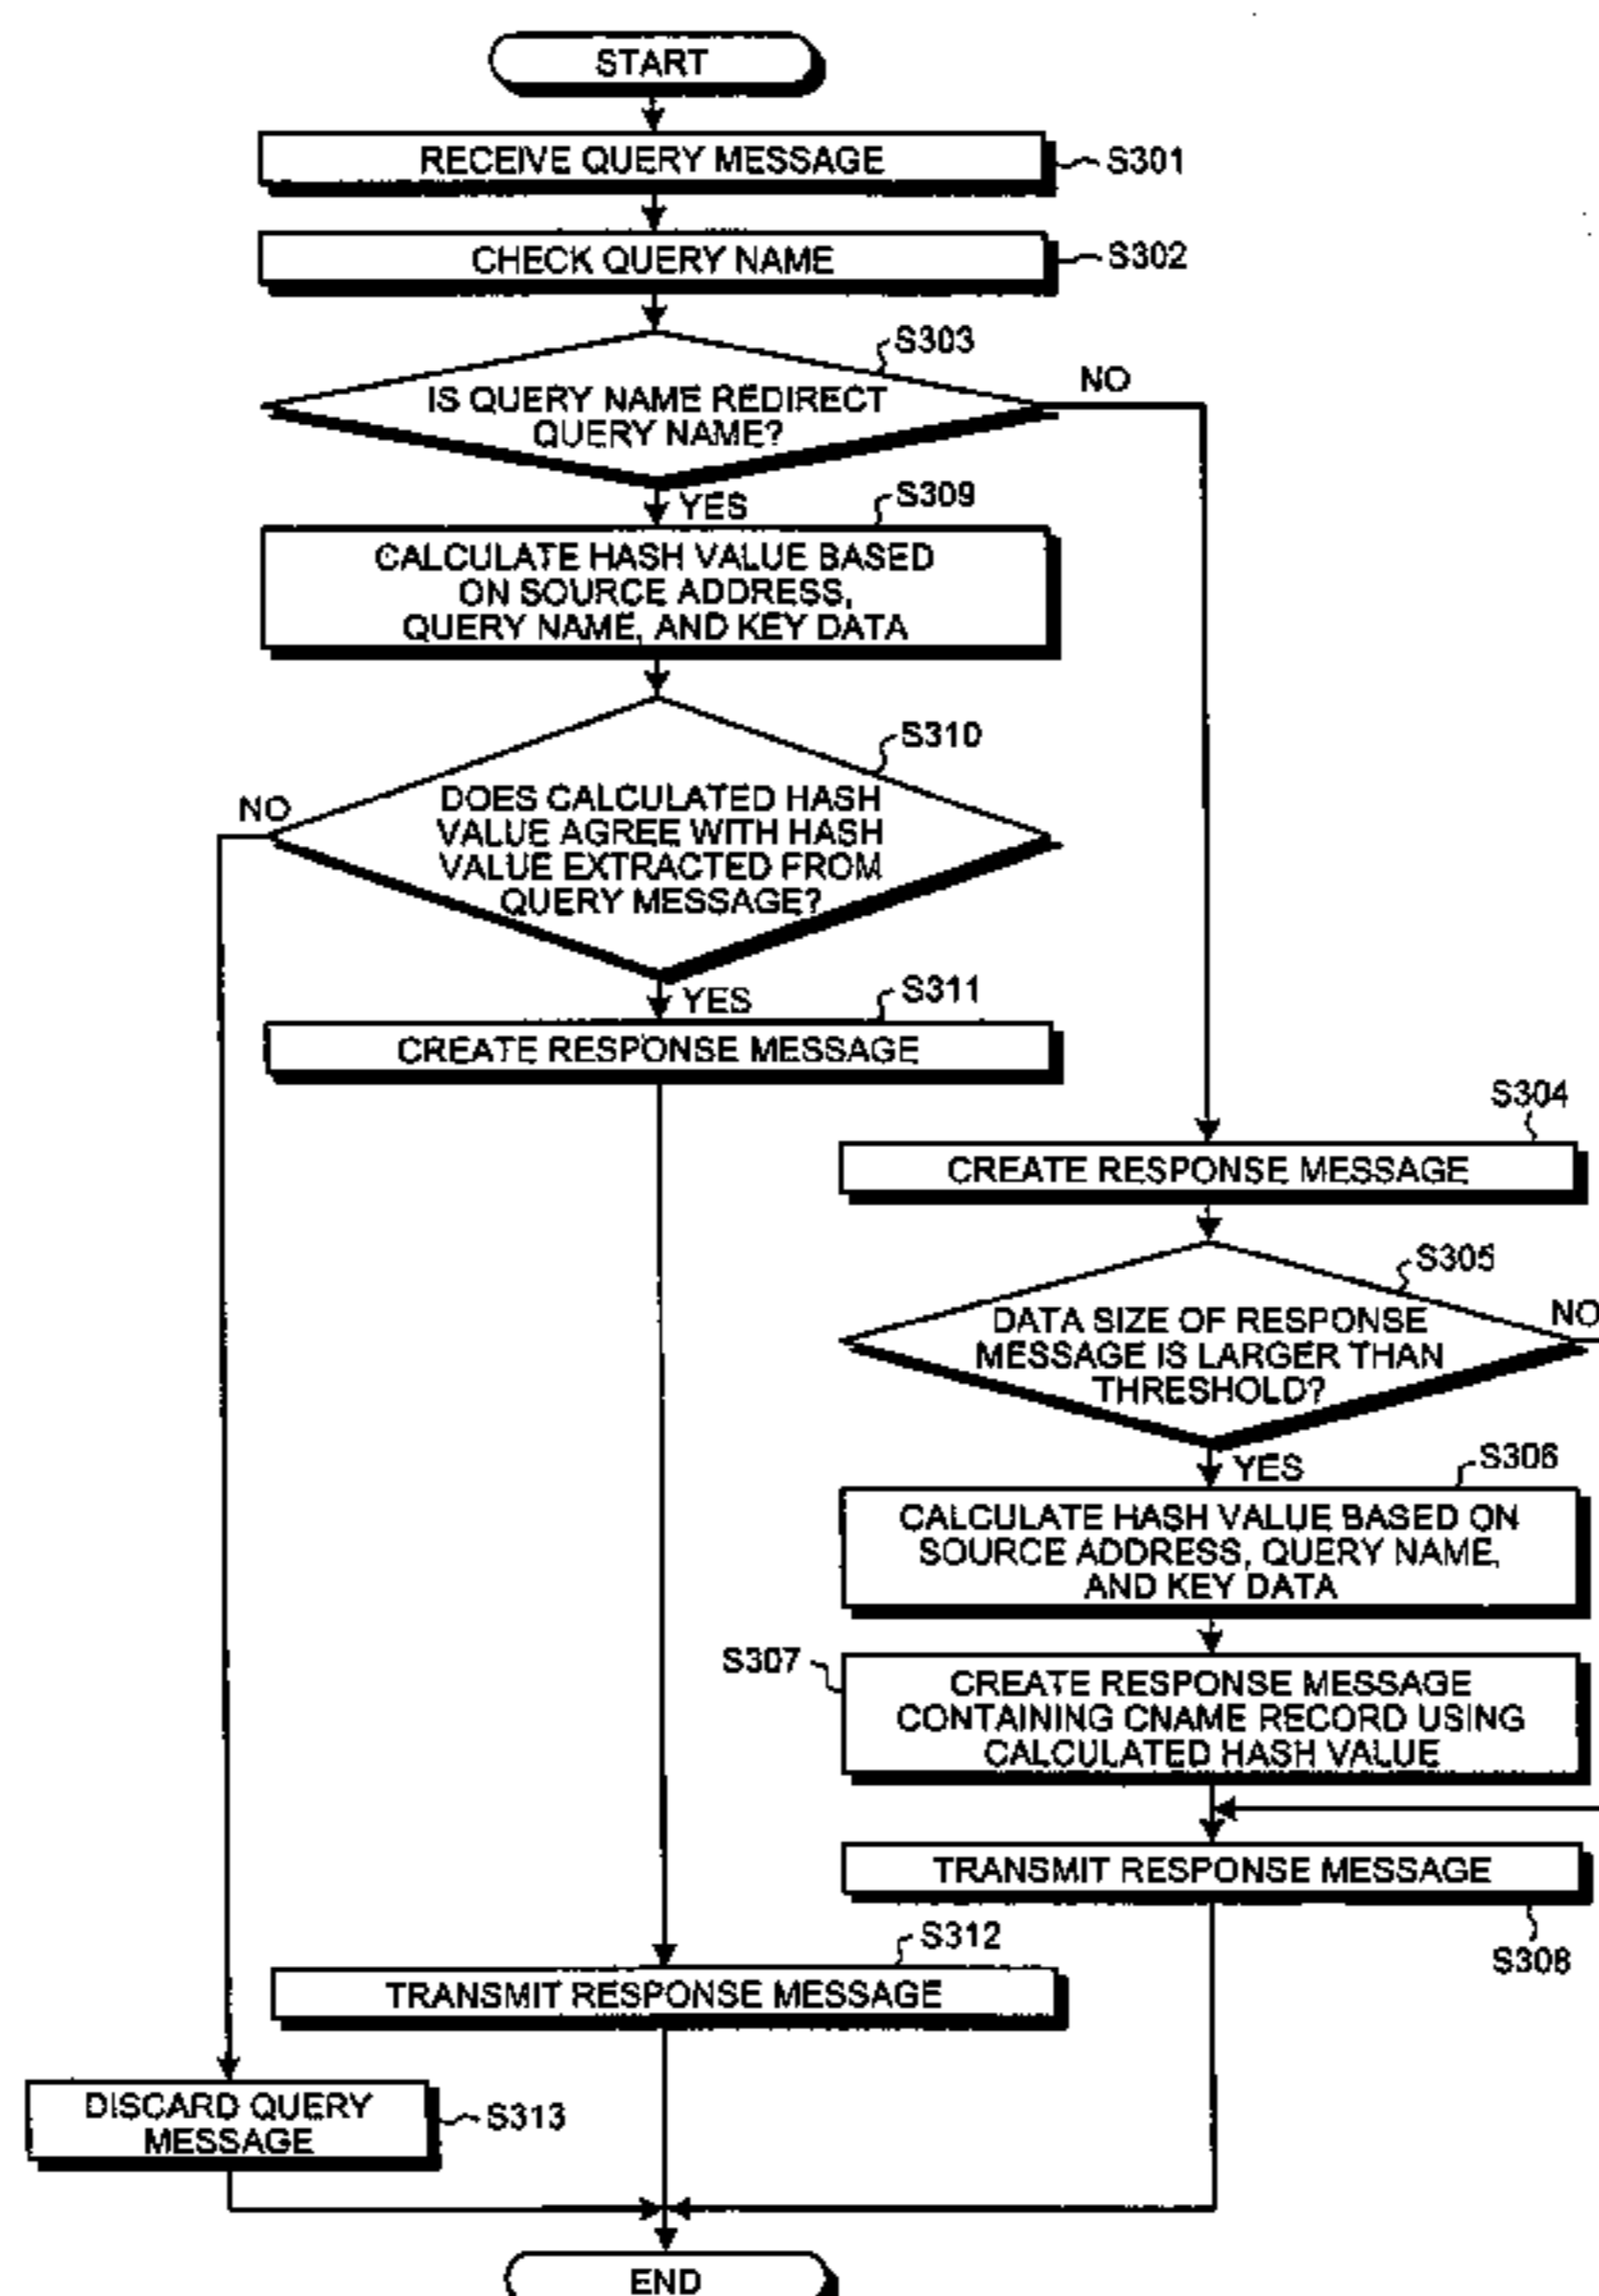 START
RECEIVE QUERY MESSAGE
S301
CHECK QUERY NAME
S302
S303
IS QUERY NAME REDIRECT
QUERY NAME?
NO
YES
S309
CALCULATE HASH VALUE BASED
ON SOURCE ADDRESS,
QUERY NAME, AND KEY DATA
S310
NO
DOES CALCULATED HASH
VALUE AGREE WITH HASH
VALUE EXTRACTED FROM
QUERY MESSAGE?
YES
S311
CREATE RESPONSE MESSAGE
S304
CREATE RESPONSE MESSAGE
S305
NO
DATA SIZE OF RESPONSE
MESSAGE IS LARGER THAN
THRESHOLD?
YES
S306
CALCULATE HASH VALUE BASED ON
SOURCE ADDRESS, QUERY NAME,
AND KEY DATA
S307
CREATE RESPONSE MESSAGE
CONTAINING CNAME RECORD USING
CALCULATED HASH VALUE
TRANSMIT RESPONSE MESSAGE
S308
S312
TRANSMIT RESPONSE MESSAGE
DISCARD QUERY
MESSAGE
S313
END